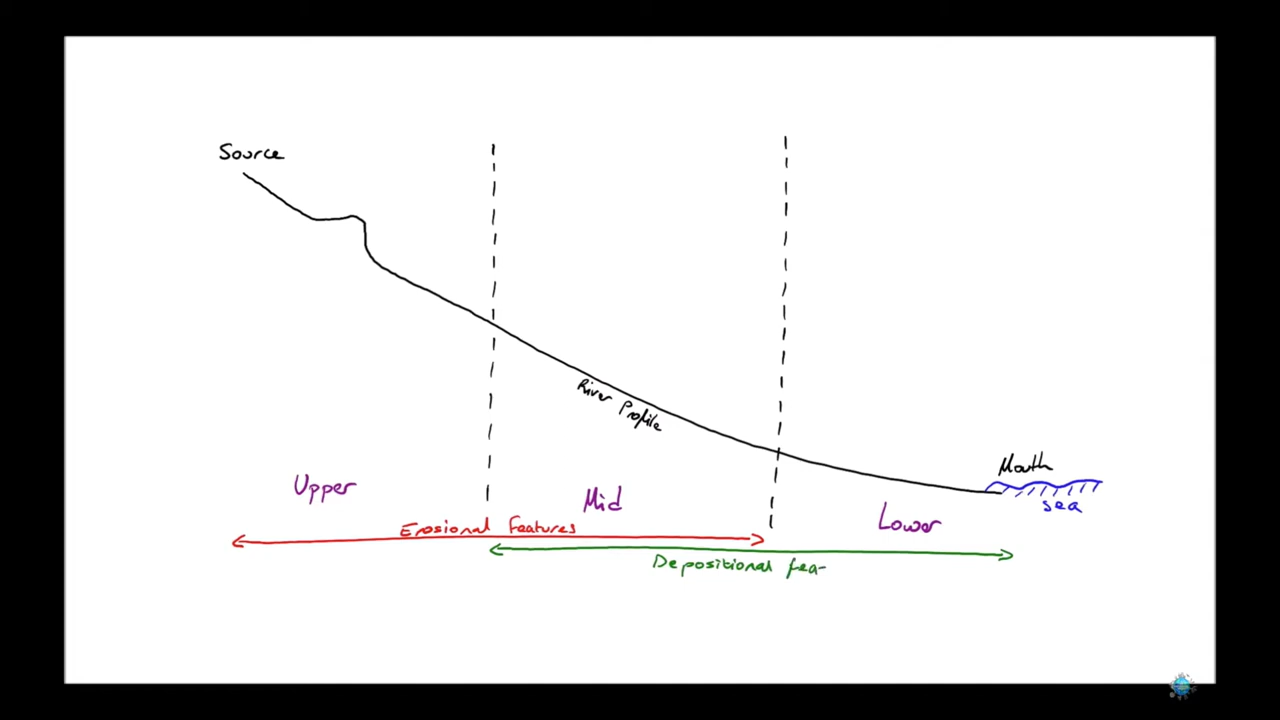 Source
River Profile
Mouth
sea
Upper
Mid
Lower
Erosional features
Depositional fea